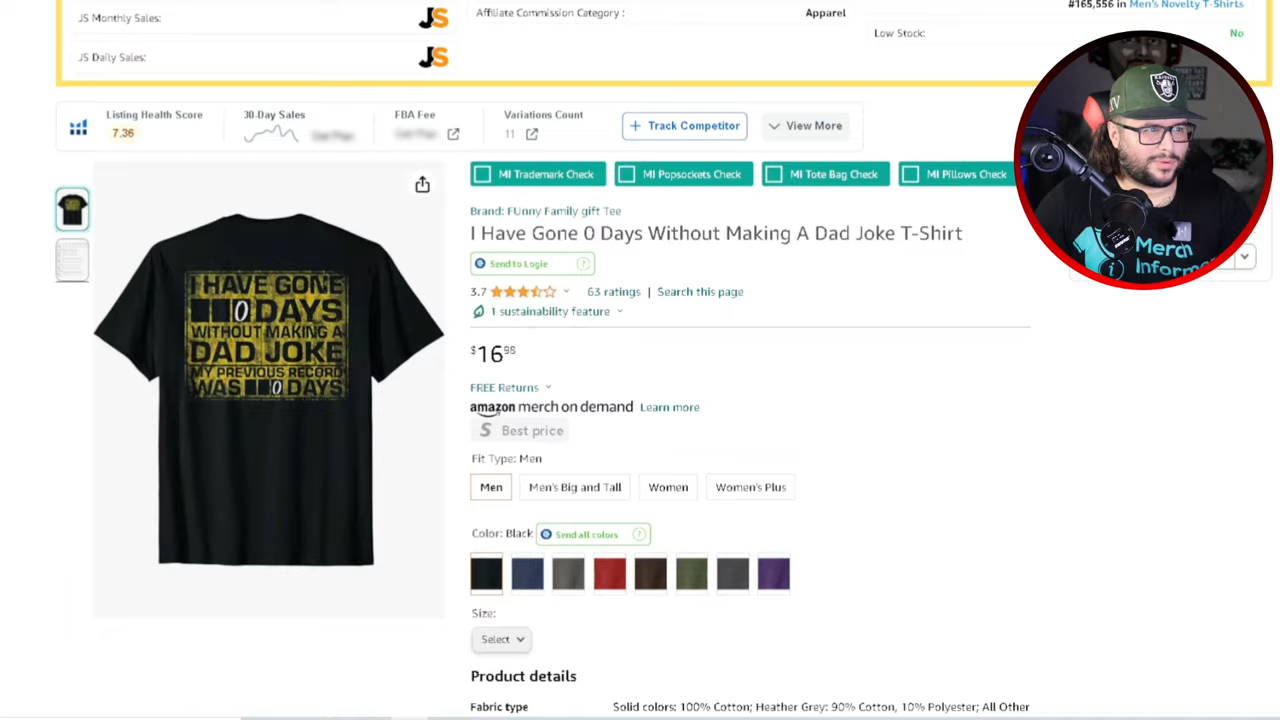 JS Monthly Sales:
JS
Affiliate Commission Category :
Apparel
#165,556 in Men's Novelty T-Shirts
Low Stock:
No
JS Daily Sales:
JS
Listing Health Score
7.36
30-Day Sales
FBA Fee
Variations Count
11
+ Track Competitor
View More
MI Trademark Check
MI Popsockets Check
MI Tote Bag Check
MI Pillows Check
RAIDERS
Merch
Informe
Brand: FUnny Family gift Tee
I Have Gone 0 Days Without Making A Dad Joke T-Shirt
Send to Logie ?
3.7
63 ratings | Search this page
1 sustainability feature
$1698
FREE Returns
amazon merch on demand Learn more
S Best price
Fit Type: Men
Men
Men's Big and Tall
Women
Women's Plus
Color: Black
Send all colors ?
Size:
Select
Product details
Fabric type
Solid colors: 100% Cotton; Heather Grey: 90% Cotton, 10% Polyester; All Other
I HAVE GONE
0 DAYS
WITHOUT MAKING A
DAD JOKE
MY PREVIOUS RECORD
WAS 0 DAYS